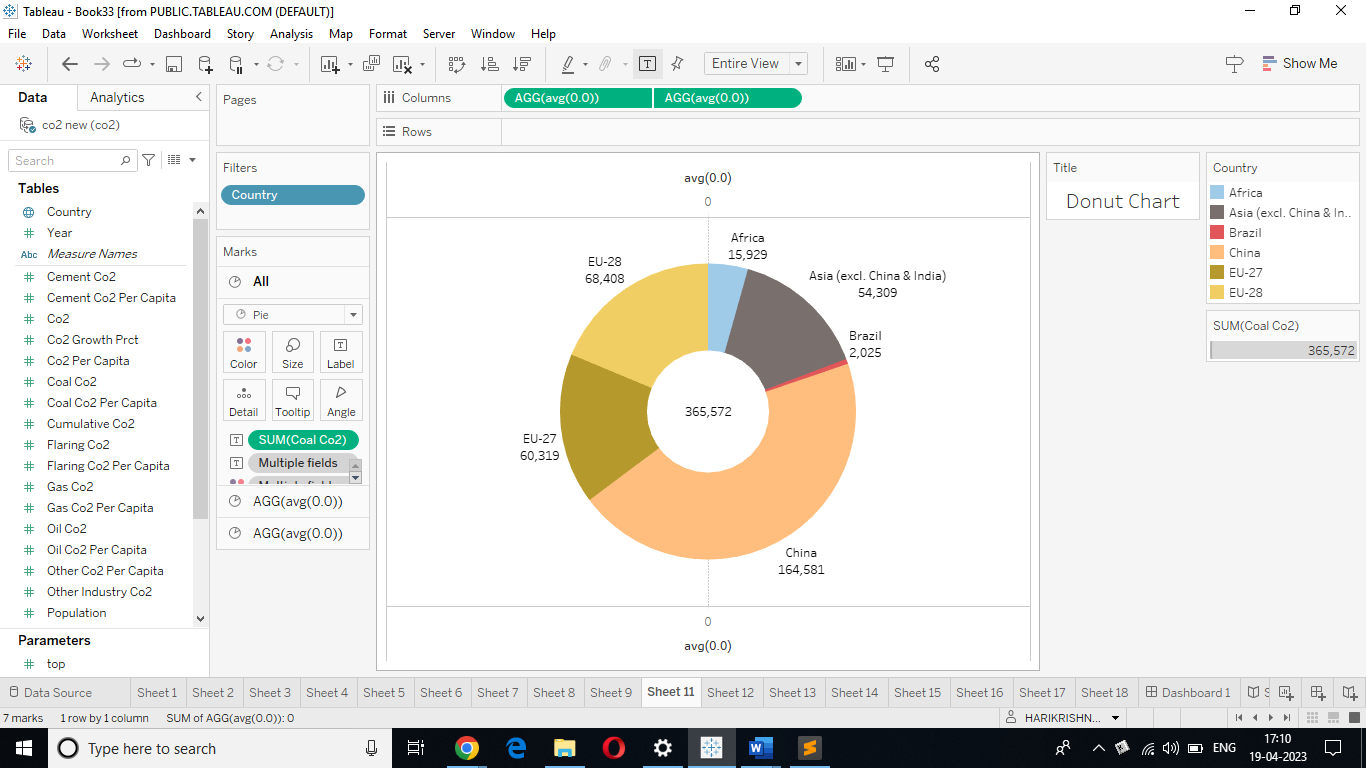 Tableau - Book33 [from PUBLIC.TABLEAU.COM (DEFAULT)]
File Data Worksheet Dashboard Story Analysis Map Format Server Window Help
Entire View
Show Me
Data Analytics
co2 new (co2)
Search
Tables
Country
Year
Abc Measure Names
Cement Co2
Cement Co2 Per Capita
Co2
Co2 Growth Prct
Co2 Per Capita
Coal Co2
Coal Co2 Per Capita
Cumulative Co2
Flaring Co2
Flaring Co2 Per Capita
Gas Co2
Gas Co2 Per Capita
Oil Co2
Oil Co2 Per Capita
Other Co2 Per Capita
Other Industry Co2
Population
Parameters
top
Pages
Filters
Country
Marks
All
Pie
Color Size Label
Detail Tooltip Angle
SUM(Coal Co2)
Multiple fields
AGG(avg(0.0))
AGG(avg(0.0))
Columns AGG(avg(0.0)) AGG(avg(0.0))
Rows
avg(0.0)
0
Africa
15,929
EU-28
68,408
Asia (excl. China & India)
54,309
Brazil
2,025
365,572
EU-27
60,319
China
164,581
0
avg(0.0)
Title
Donut Chart
Country
Africa
Asia (excl. China & In..
Brazil
China
EU-27
EU-28
SUM(Coal Co2)
365,572
Data Source Sheet 1 Sheet 2 Sheet 3 Sheet 4 Sheet 5 Sheet 6 Sheet 7 Sheet 8 Sheet 9 Sheet 11 Sheet 12 Sheet 13 Sheet 14 Sheet 15 Sheet 16 Sheet 17 Sheet 18 Dashboard 1
7 marks 1 row by 1 column SUM of AGG(avg(0.0)): 0
HARIKRISHN...
Type here to search
ENG
17:10
19-04-2023